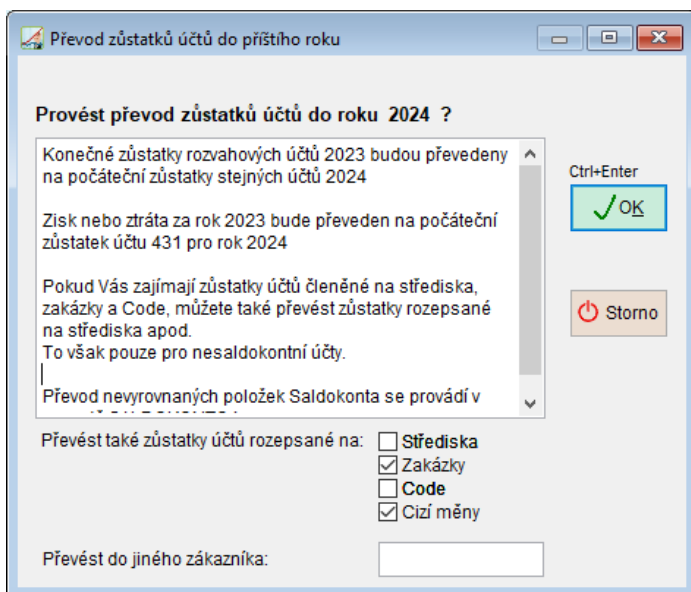 Převod zůstatků účtů do příštího roku
Provést převod zůstatků účtů do roku 2024 ?
Konečné zůstatky rozvahových účtů 2023 budou převedeny
na počáteční zůstatky stejných účtů 2024
Zisk nebo ztráta za rok 2023 bude převeden na počáteční
zůstatek účtu 431 pro rok 2024
Pokud Vás zajímají zůstatky účtů členěné na střediska,
zakázky a Code, můžete také převést zůstatky rozepsané
na střediska apod.
To však pouze pro nesaldokontní účty.
Převod nevyrovnaných položek Saldokonta se provádí v
Ctrl+Enter
OK
Storno
Převést také zůstatky účtů rozepsané na:
Střediska
Zakázky
Code
Cizí měny
Převést do jiného zákazníka: